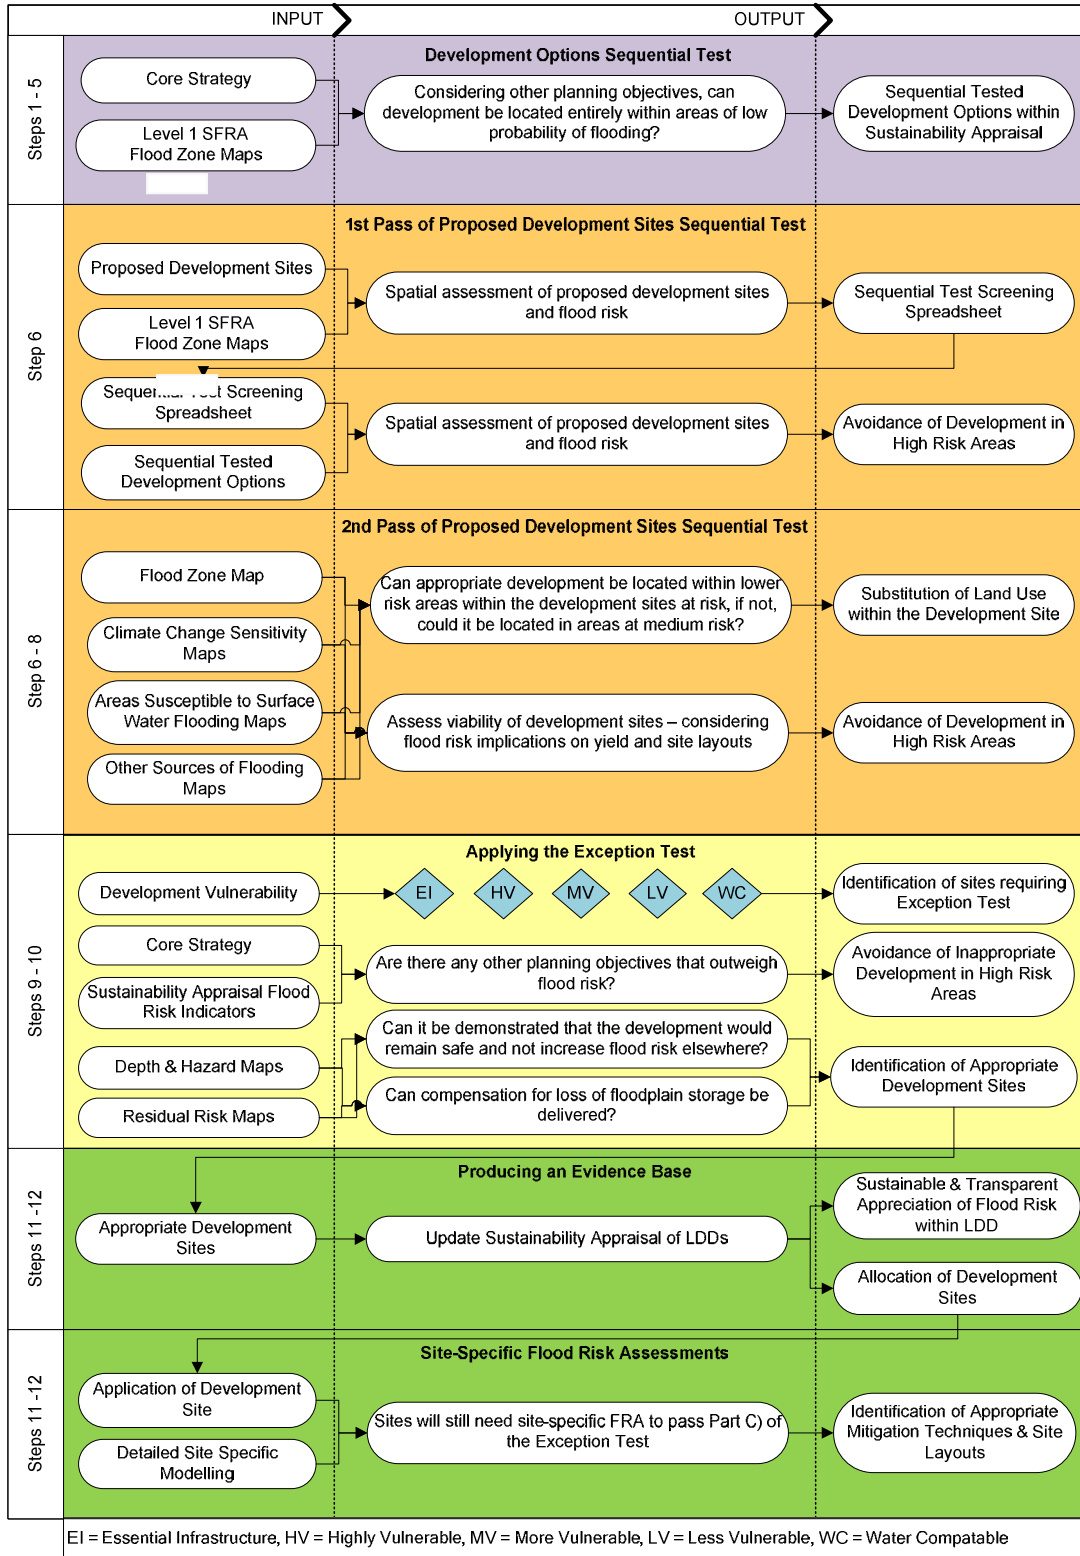 INPUT
OUTPUT
Steps 1 - 5
Development Options Sequential Test
Core Strategy
Level 1 SFRA
Flood Zone Maps
Considering other planning objectives, can
development be located entirely within areas of low
probability of flooding?
Sequential Tested
Development Options within
Sustainability Appraisal
Step 6
1st Pass of Proposed Development Sites Sequential Test
Proposed Development Sites
Level 1 SFRA
Flood Zone Maps
Spatial assessment of proposed development sites
and flood risk
Sequential Test Screening
Spreadsheet
Sequential Test Screening
Spreadsheet
Sequential Tested
Development Options
Spatial assessment of proposed development sites
and flood risk
Avoidance of Development in
High Risk Areas
Step 6 - 8
2nd Pass of Proposed Development Sites Sequential Test
Flood Zone Map
Climate Change Sensitivity
Maps
Areas Susceptible to Surface
Water Flooding Maps
Other Sources of Flooding
Maps
Can appropriate development be located within lower
risk areas within the development sites at risk, if not,
could it be located in areas at medium risk?
Substitution of Land Use
within the Development Site
Assess viability of development sites – considering
flood risk implications on yield and site layouts
Avoidance of Development in
High Risk Areas
Steps 9 - 10
Applying the Exception Test
Development Vulnerability
EI
HV
MV
LV
WC
Identification of sites requiring
Exception Test
Core Strategy
Sustainability Appraisal Flood
Risk Indicators
Are there any other planning objectives that outweigh
flood risk?
Avoidance of Inappropriate
Development in High Risk
Areas
Depth & Hazard Maps
Residual Risk Maps
Can it be demonstrated that the development would
remain safe and not increase flood risk elsewhere?
Can compensation for loss of floodplain storage be
delivered?
Identification of Appropriate
Development Sites
Steps 11 -12
Producing an Evidence Base
Appropriate Development
Sites
Update Sustainability Appraisal of LDDs
Sustainable & Transparent
Appreciation of Flood Risk
within LDD
Allocation of Development
Sites
Steps 11 -12
Site-Specific Flood Risk Assessments
Application of Development
Site
Detailed Site Specific
Modelling
Sites will still need site-specific FRA to pass Part C) of
the Exception Test
Identification of Appropriate
Mitigation Techniques & Site
Layouts
EI = Essential Infrastructure, HV = Highly Vulnerable, MV = More Vulnerable, LV = Less Vulnerable, WC = Water Compatable